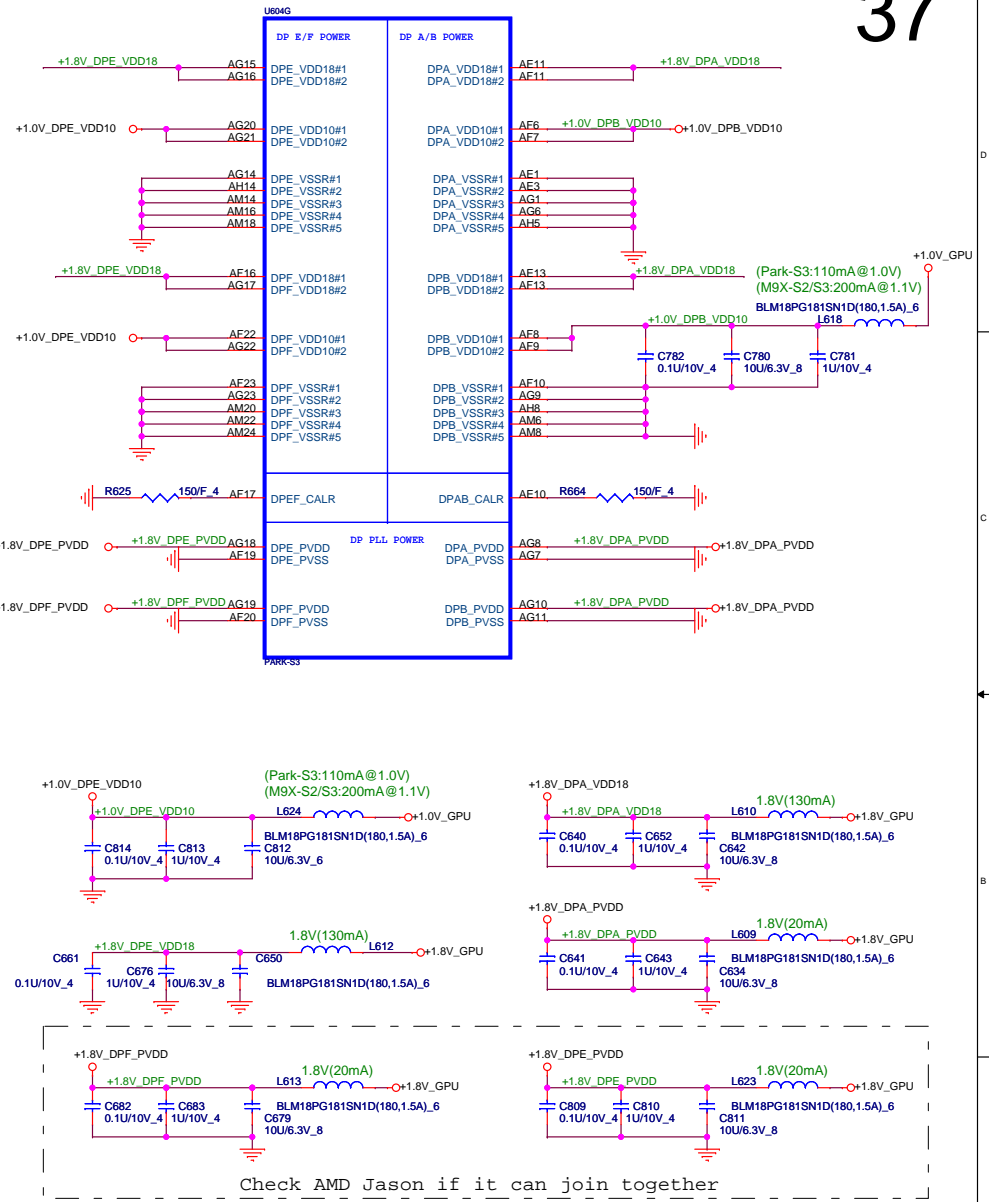 37
U604G
DP E/F POWER
DP A/B POWER
+1.8V_DPE_VDD18 AG15 DPE_VDD18#1 DPA_VDD18#1 AE11 +1.8V_DPA_VDD18
AG16 DPE_VDD18#2 DPA_VDD18#2 AF11
+1.0V_DPE_VDD10 AG20 DPE_VDD10#1 DPA_VDD10#1 AF6 +1.0V_DPB_VDD10 +1.0V_DPB_VDD10
AG21 DPE_VDD10#2 DPA_VDD10#2 AF7
D
AG14 DPE_VSSR#1 DPA_VSSR#1 AE1
AH14 DPE_VSSR#2 DPA_VSSR#2 AE3
AM14 DPE_VSSR#3 DPA_VSSR#3 AG1
AM16 DPE_VSSR#4 DPA_VSSR#4 AG6
AM18 DPE_VSSR#5 DPA_VSSR#5 AH5
+1.0V_GPU
+1.8V_DPE_VDD18 AF16 DPF_VDD18#1 DPB_VDD18#1 AE13 +1.8V_DPA_VDD18
AG17 DPF_VDD18#2 DPB_VDD18#2 AF13
(Park-S3:110mA@1.0V)
(M9X-S2/S3:200mA@1.1V)
BLM18PG181SN1D(180,1.5A)_6
+1.0V_DPB_VDD10 L618
+1.0V_DPE_VDD10 AF22 DPF_VDD10#1 DPB_VDD10#1 AF8
AG22 DPF_VDD10#2 DPB_VDD10#2 AF9
C782 0.1U/10V_4
C780 10U/6.3V_8
C781 1U/10V_4
AF23 DPF_VSSR#1 DPB_VSSR#1 AF10
AG23 DPF_VSSR#2 DPB_VSSR#2 AG9
AM20 DPF_VSSR#3 DPB_VSSR#3 AH8
AM22 DPF_VSSR#4 DPB_VSSR#4 AM6
AM24 DPF_VSSR#5 DPB_VSSR#5 AM8
R625 150/F_4 AF17 DPEF_CALR DPAB_CALR AE10 R664 150/F_4
C
DP PLL POWER
1.8V_DPE_PVDD +1.8V_DPE_PVDD AG18 DPE_PVDD DPA_PVDD AG8 +1.8V_DPA_PVDD +1.8V_DPA_PVDD
AF19 DPE_PVSS DPA_PVSS AG7
1.8V_DPF_PVDD +1.8V_DPF_PVDD AG19 DPF_PVDD DPB_PVDD AG10 +1.8V_DPA_PVDD +1.8V_DPA_PVDD
AF20 DPF_PVSS DPB_PVSS AG11
PARK-S3
+1.0V_DPE_VDD10
(Park-S3:110mA@1.0V)
(M9X-S2/S3:200mA@1.1V)
+1.0V_DPE_VDD10 L624 +1.0V_GPU
BLM18PG181SN1D(180,1.5A)_6
C814 0.1U/10V_4
C813 1U/10V_4
C812 10U/6.3V_6
+1.8V_DPA_VDD18
1.8V(130mA)
+1.8V_DPA_VDD18 L610 +1.8V_GPU
BLM18PG181SN1D(180,1.5A)_6
C640 0.1U/10V_4
C652 1U/10V_4
C642 10U/6.3V_8
B
1.8V(130mA)
+1.8V_DPE_VDD18 L612 +1.8V_GPU
C661 0.1U/10V_4
C676 1U/10V_4
C650 10U/6.3V_8
BLM18PG181SN1D(180,1.5A)_6
+1.8V_DPA_PVDD
1.8V(20mA)
+1.8V_DPA_PVDD L609 +1.8V_GPU
BLM18PG181SN1D(180,1.5A)_6
C641 0.1U/10V_4
C643 1U/10V_4
C634 10U/6.3V_8
+1.8V_DPF_PVDD
1.8V(20mA)
+1.8V_DPF_PVDD L613 +1.8V_GPU
BLM18PG181SN1D(180,1.5A)_6
C682 0.1U/10V_4
C683 1U/10V_4
C679 10U/6.3V_8
+1.8V_DPE_PVDD
1.8V(20mA)
+1.8V_DPE_PVDD L623 +1.8V_GPU
BLM18PG181SN1D(180,1.5A)_6
C809 0.1U/10V_4
C810 1U/10V_4
C811 10U/6.3V_8
Check AMD Jason if it can join together